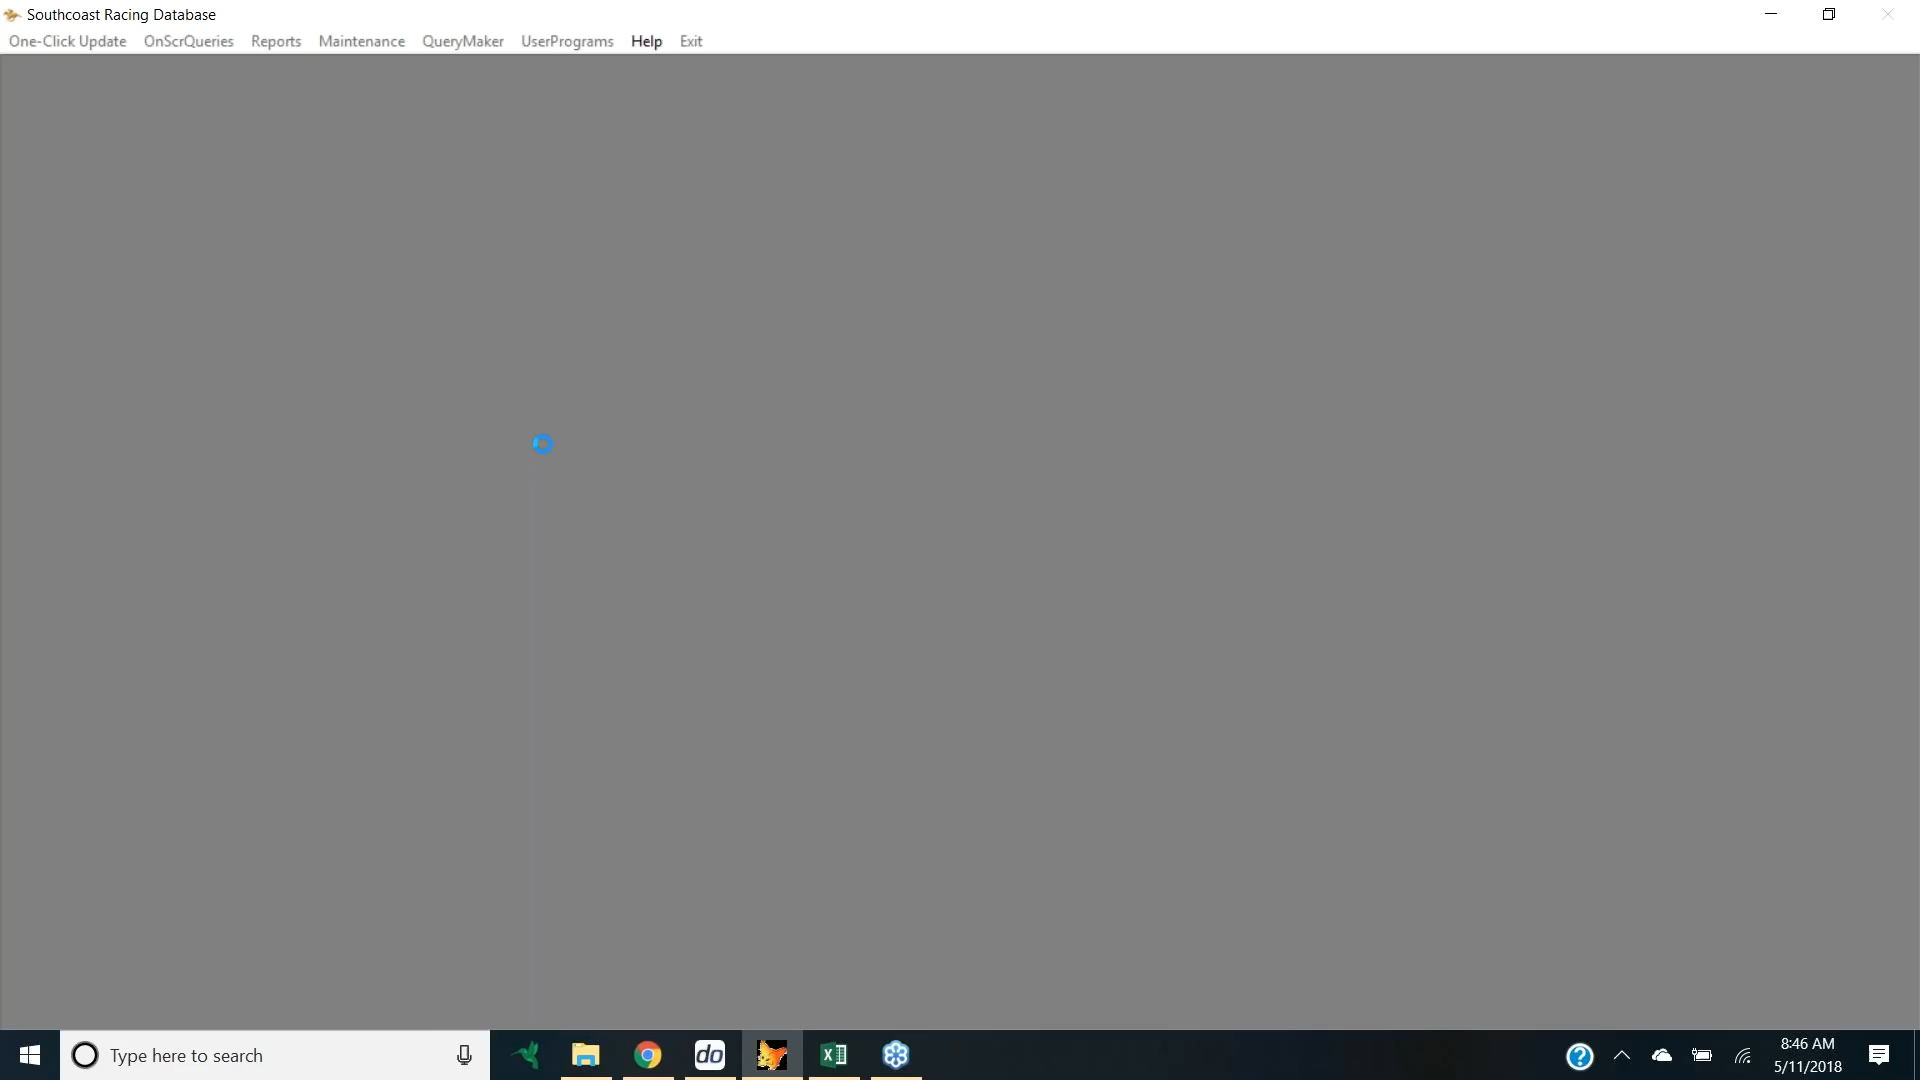 Southcoast Racing Database
One-Click Update OnScrQueries Reports Maintenance QueryMaker UserPrograms Help Exit
Type here to search
do
8:46 AM
5/11/2018